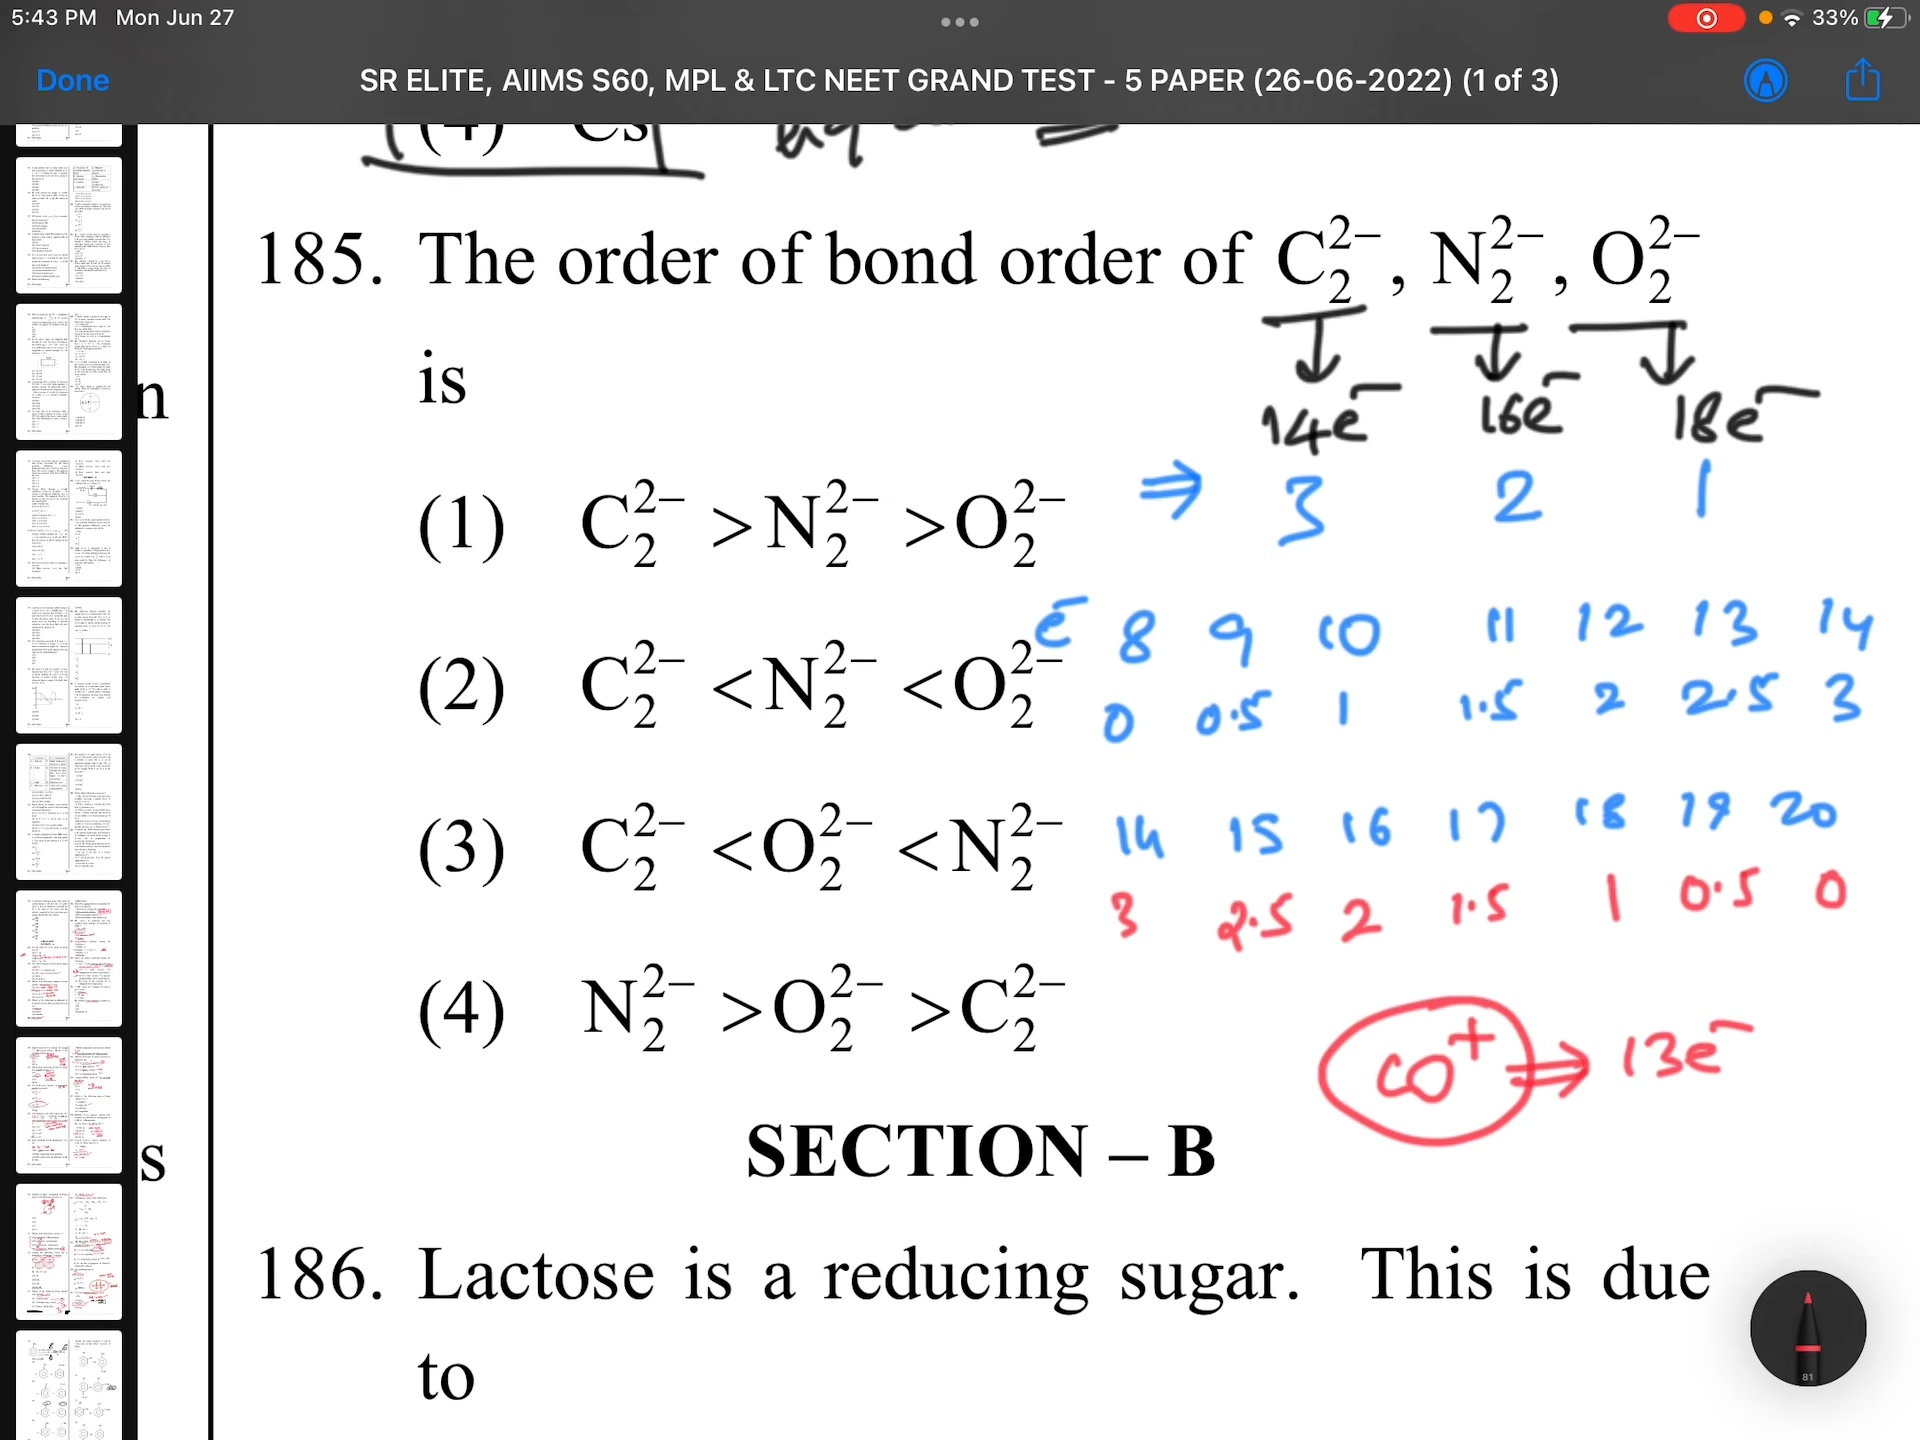 5:43 PM Mon Jun 27
33%
Done
SR ELITE, AIIMS S60, MPL & LTC NEET GRAND TEST - 5 PAPER (26-06-2022) (1 of 3)
(4) Cs
185. The order of bond order of C₂²⁻ , N₂²⁻ , O₂²⁻
is
14e⁻ 16e⁻ 18e⁻
(1) C₂²⁻ >N₂²⁻ >O₂²⁻ ⇒ 3 2 1
e⁻ 8 9 10 11 12 13 14
(2) C₂²⁻ <N₂²⁻ <O₂²⁻
0 0.5 1 1.5 2 2.5 3
(3) C₂²⁻ <O₂²⁻ <N₂²⁻
14 15 16 17 18 19 20
3 2.5 2 1.5 1 0.5 0
(4) N₂²⁻ >O₂²⁻ >C₂²⁻
CO⁺ ⇒ 13e⁻
SECTION – B
186. Lactose is a reducing sugar. This is due
to
n
s
81